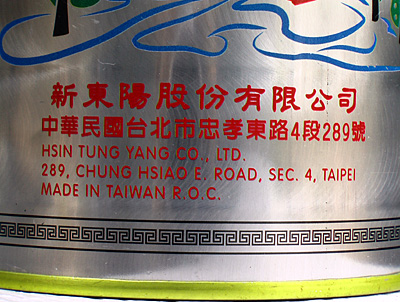 新東陽股份有限公司
中華民國台北市忠孝東路4段289號
HSIN TUNG YANG CO., LTD.
289, CHUNG HSIAO E, ROAD, SEC. 4, TAIPEI
MADE IN TAIWAN R.O.C.